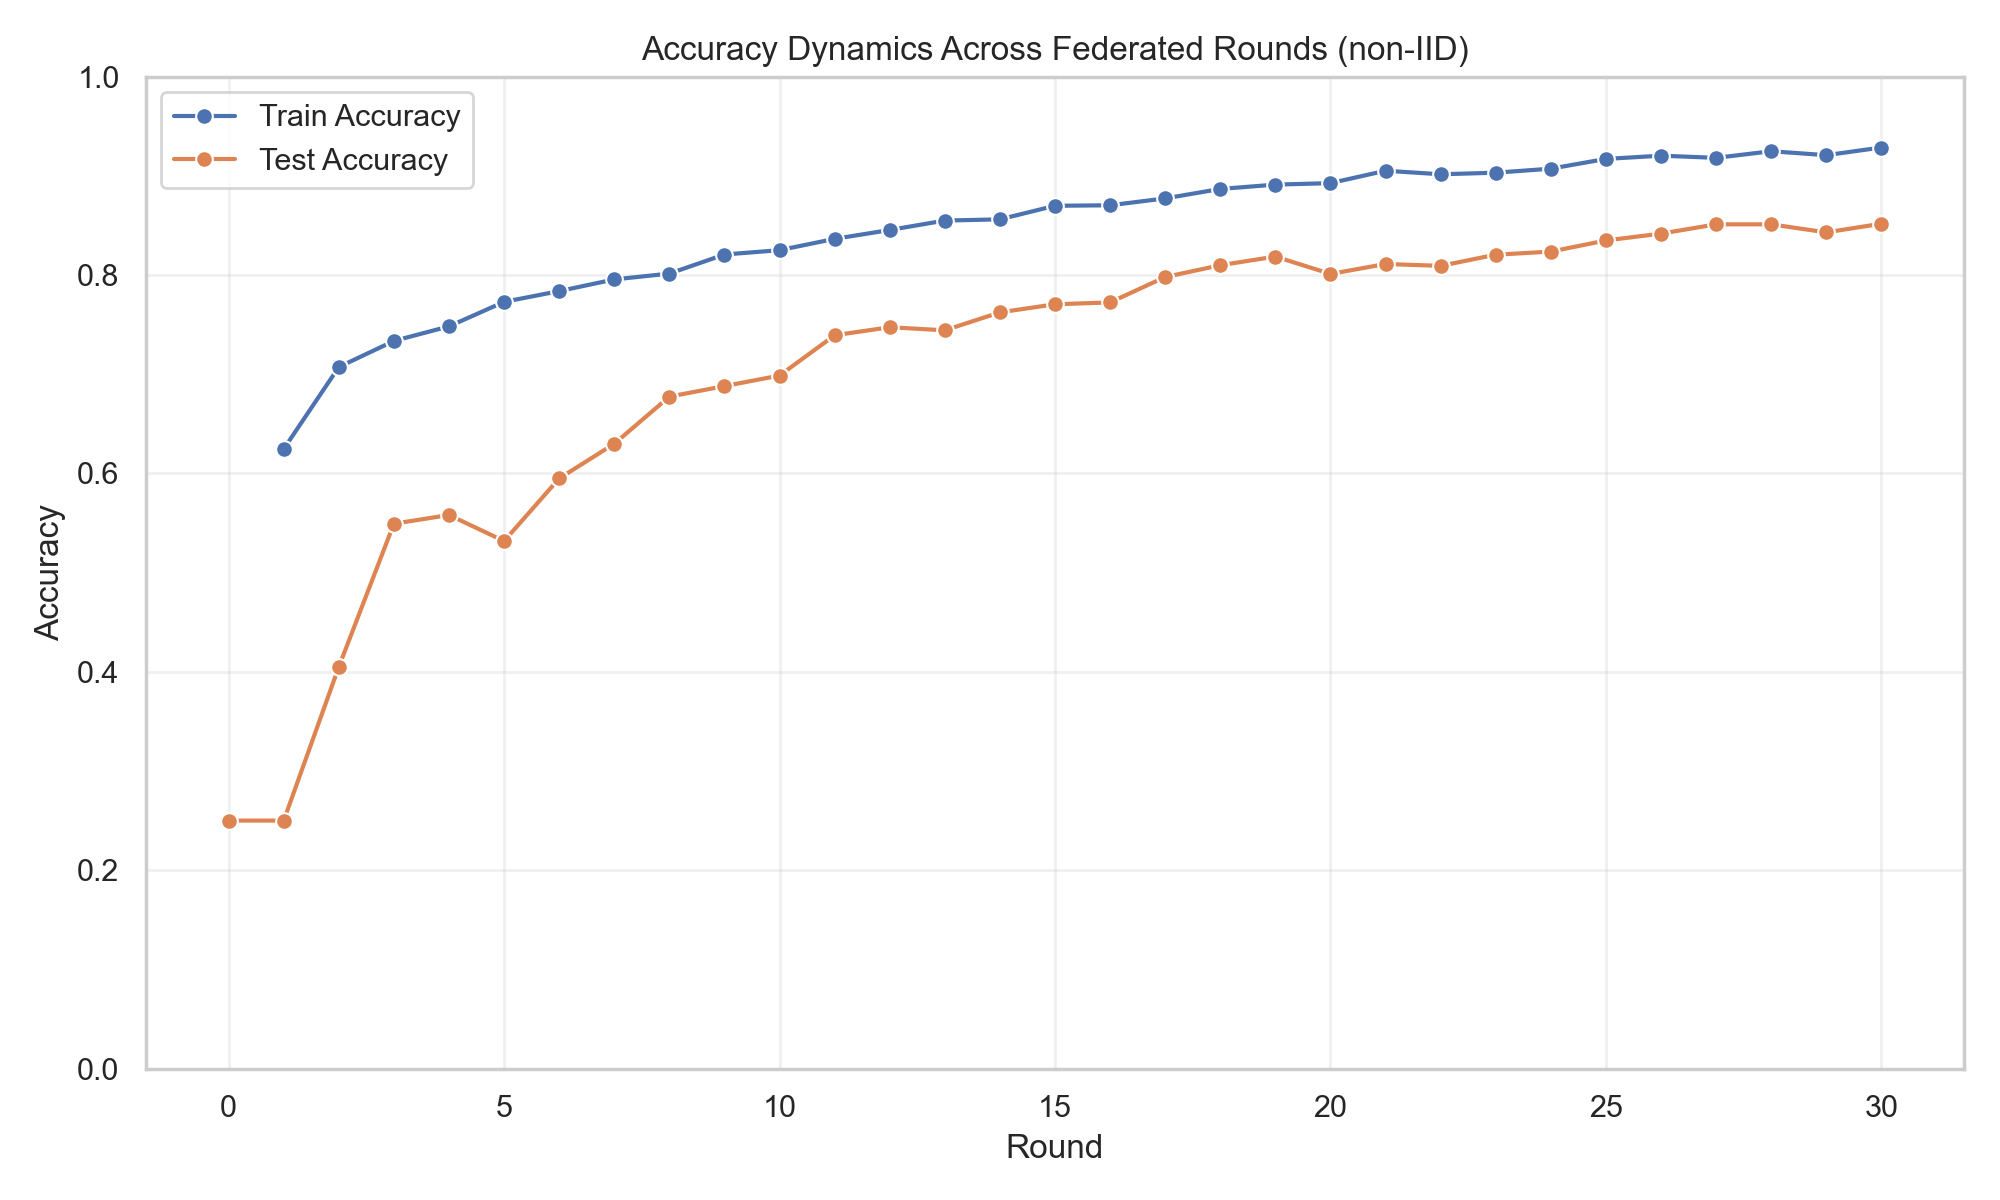 Accuracy Dynamics Across Federated Rounds (non-IID)
1.0
Train Accuracy
Test Accuracy
0.8
0.6
Accuracy
0.4
0.2
0.0
0 5 10 15 20 25 30
Round